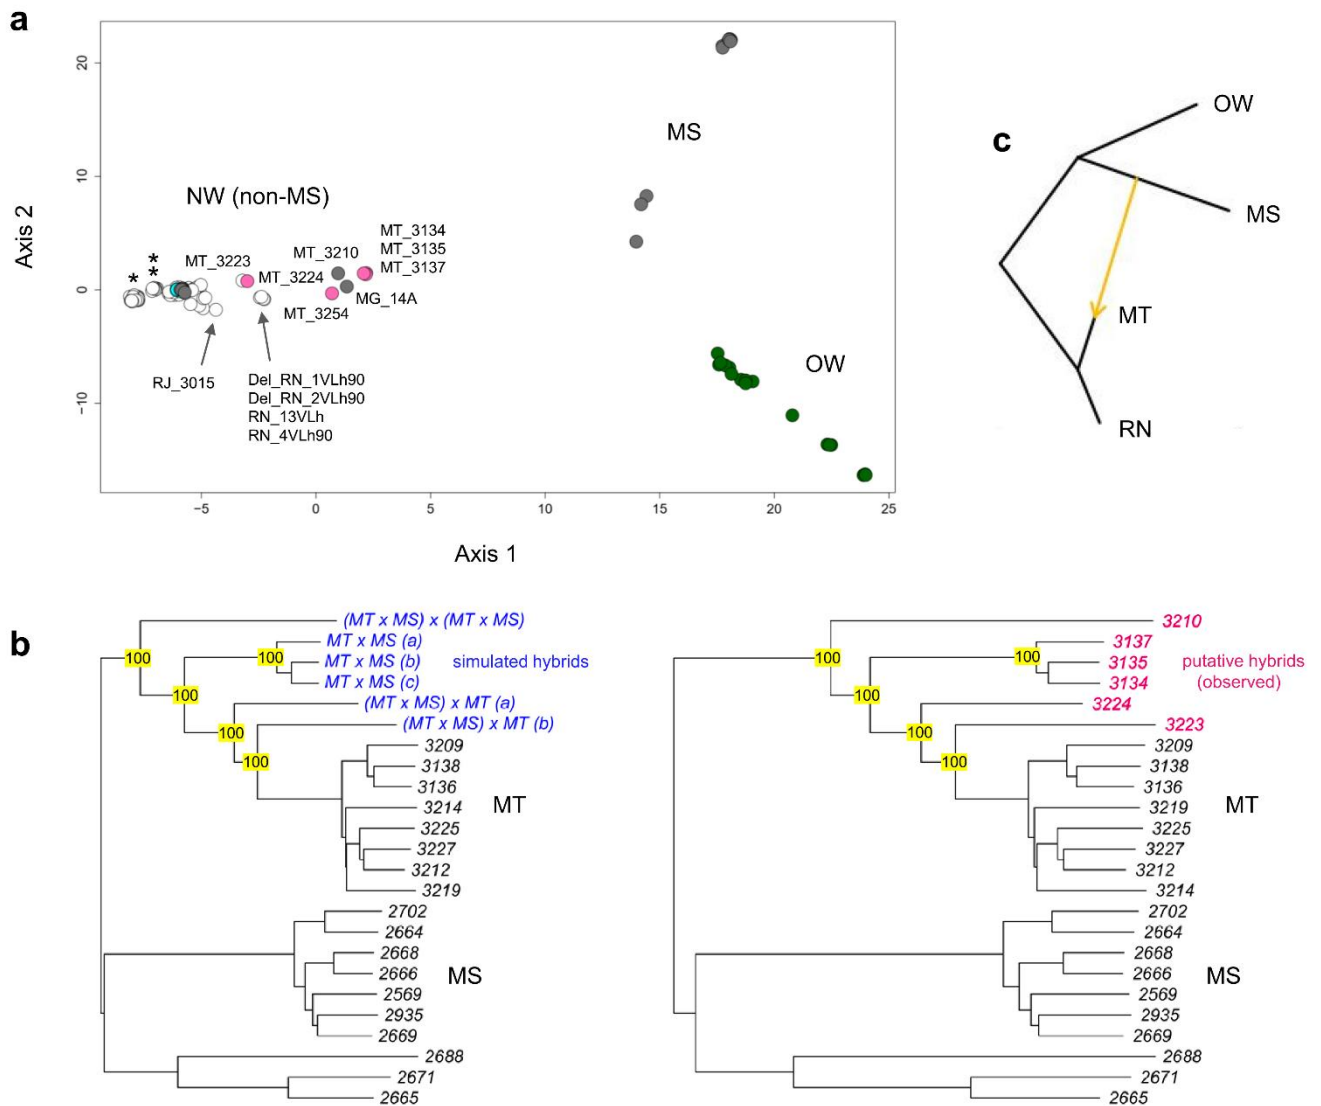 a
20
10
0
−10
Axis 2
−5
0
5
10
15
20
25
Axis 1
MS
NW (non-MS)
OW
*
*
*
MT_3223
MT_3224
MT_3210
MT_3134
MT_3135
MT_3137
MG_14A
MT_3254
RJ_3015
Del_RN_1VLh90
Del_RN_2VLh90
RN_13VLh
RN_4VLh90
c
OW
MS
MT
RN
b
(MT x MS) x (MT x MS)
MT x MS (a)
MT x MS (b)
MT x MS (c)
simulated hybrids
(MT x MS) x MT (a)
(MT x MS) x MT (b)
100
100
100
100
100
3209
3138
3136
3214
3225
3227
3212
3219
MT
2702
2664
2668
2666
2569
2935
2669
MS
2688
2671
2665
3210
3137
3135
3134
putative hybrids
(observed)
3224
3223
100
100
100
100
100
3209
3138
3136
3219
3225
3227
3212
3214
MT
2702
2664
2668
2666
2569
2935
2669
MS
2688
2671
2665